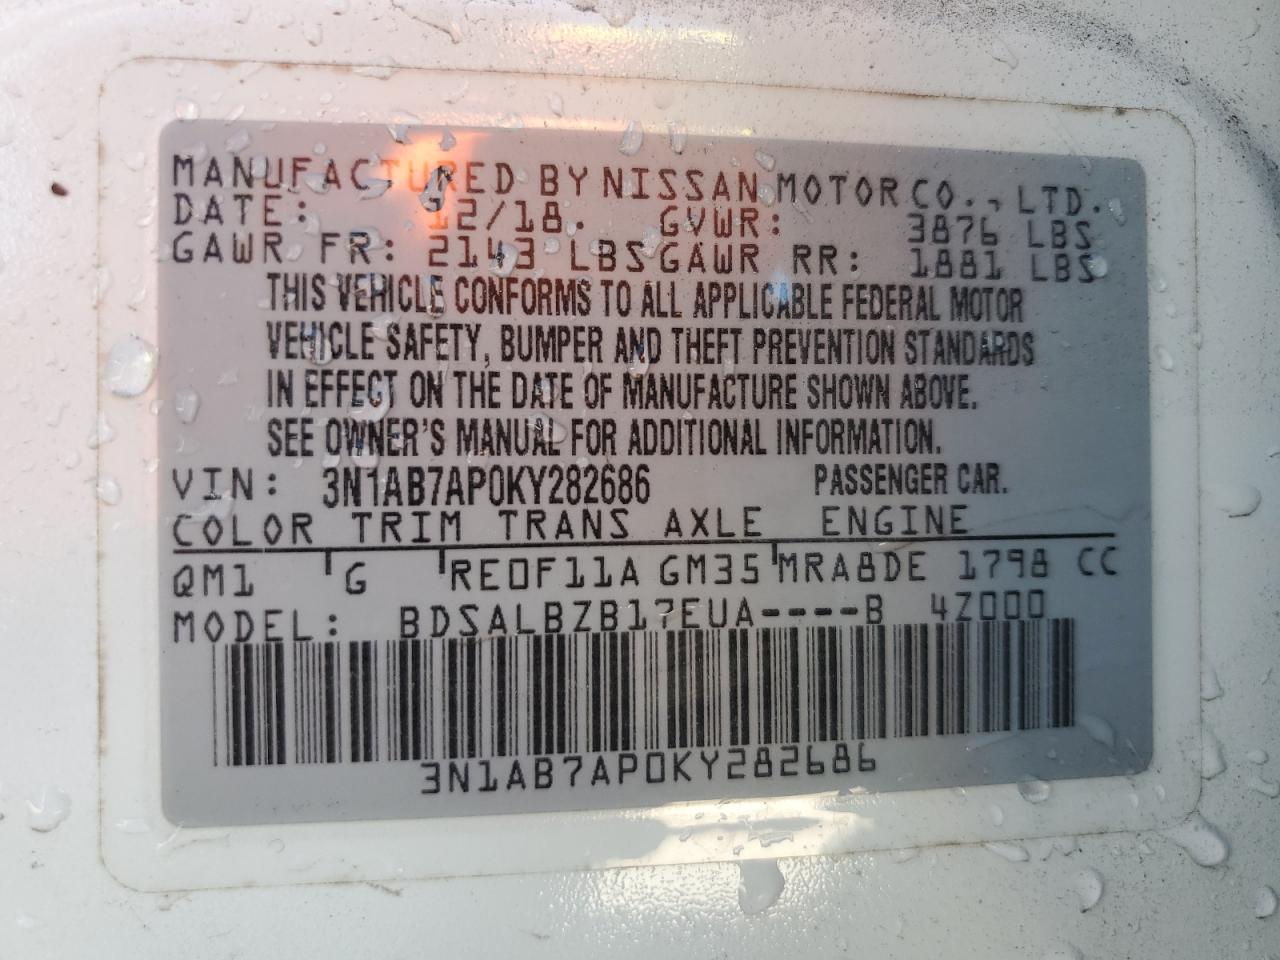 MANUFACTURED BY NISSAN MOTOR CO., LTD.
DATE: 12/18. GVWR: 3876 LBS
GAWR FR: 2143 LBS GAWR RR: 1881 LBS
THIS VEHICLE CONFORMS TO ALL APPLICABLE FEDERAL MOTOR
VEHICLE SAFETY, BUMPER AND THEFT PREVENTION STANDARDS
IN EFFECT ON THE DATE OF MANUFACTURE SHOWN ABOVE.
SEE OWNER'S MANUAL FOR ADDITIONAL INFORMATION.
VIN: 3N1AB7AP0KY282686 PASSENGER CAR.
COLOR TRIM TRANS AXLE ENGINE
QM1 G RE0F11A GM35 MRA8DE 1798 CC
MODEL: BDSALBZB17EUA----B 4Z000
3N1AB7AP0KY282686